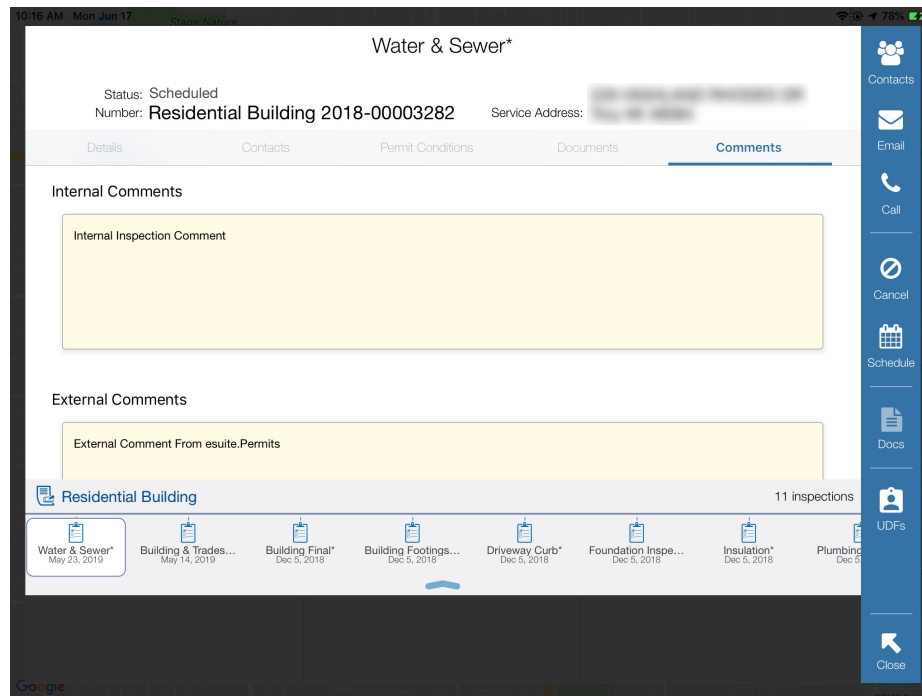 10:16 AM Mon Jun 17
78%
Stage Nature
Water & Sewer*
Status: Scheduled
Number: Residential Building 2018-00003282
Service Address:
Details
Contacts
Permit Conditions
Documents
Comments
Internal Comments
Internal Inspection Comment
External Comments
External Comment From esuite.Permits
Residential Building
11 inspections
Water & Sewer*
May 23, 2019
Building & Trades...
May 14, 2019
Building Final*
Dec 5, 2018
Building Footings...
Dec 5, 2018
Driveway Curb*
Dec 5, 2018
Foundation Inspe...
Dec 5, 2018
Insulation*
Dec 5, 2018
Plumbing
Dec 5
Contacts
Email
Call
Cancel
Schedule
Docs
UDFs
Close
Google